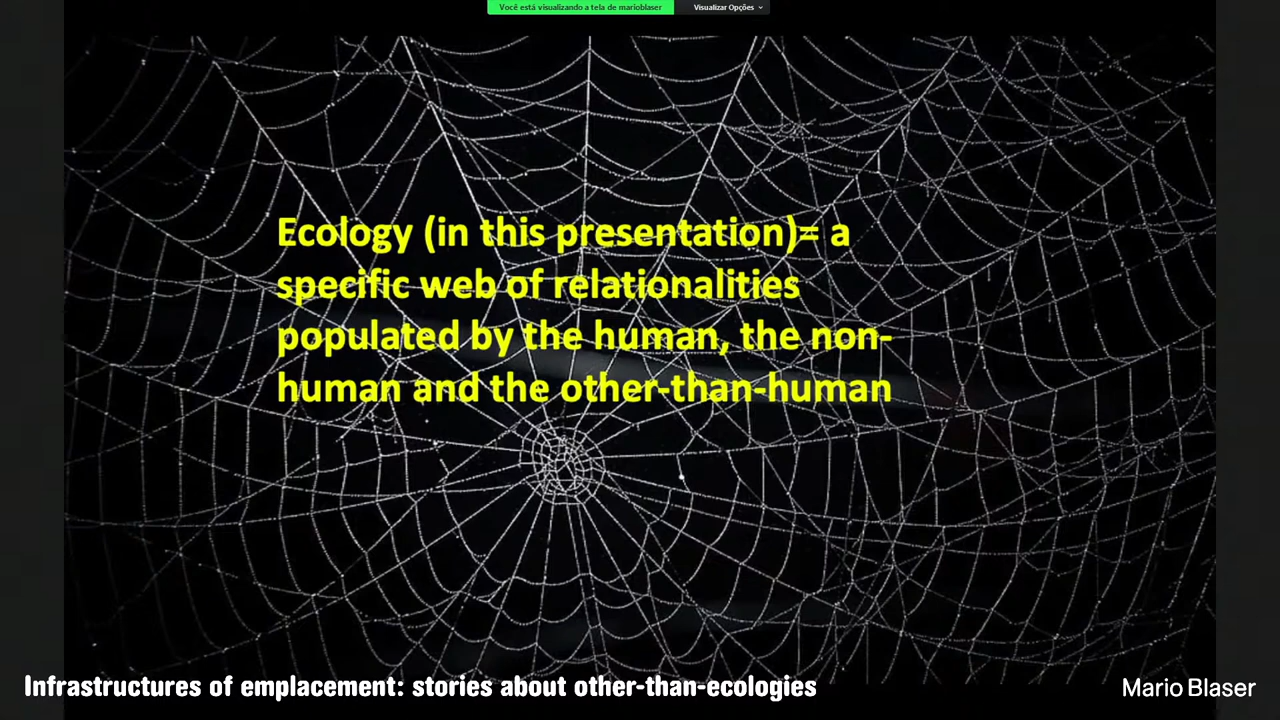 Você está visualizando a tela de marioblaser
Visualizar Opções
Ecology (in this presentation)= a
specific web of relationalities
populated by the human, the non-
human and the other-than-human
Infrastructures of emplacement: stories about other-than-ecologies
Mario Blaser